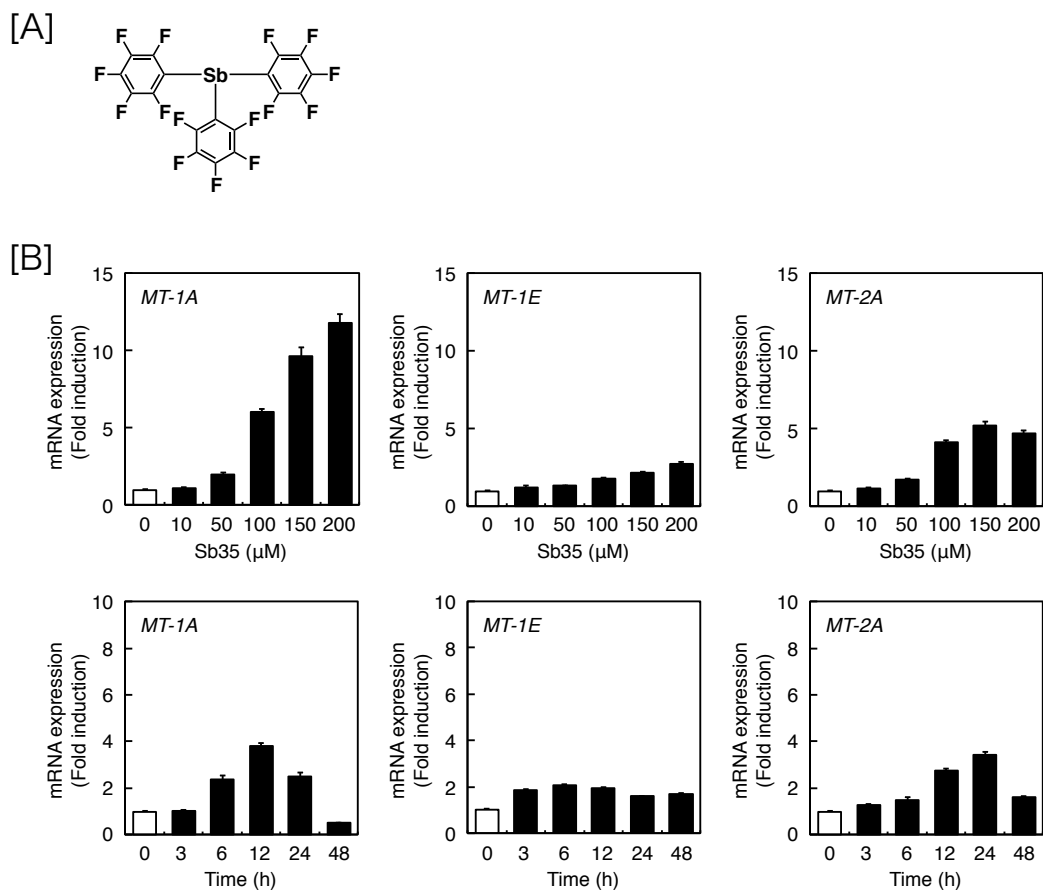 [A]
F F F F
F Sb F
F F F F F F
F F
F
[B]
15
10
5
0
mRNA expression
(Fold induction)
MT-1A
0 10 50 100 150 200
Sb35 (µM)
15
10
5
0
mRNA expression
(Fold induction)
MT-1E
0 10 50 100 150 200
Sb35 (µM)
15
10
5
0
mRNA expression
(Fold induction)
MT-2A
0 10 50 100 150 200
Sb35 (µM)
10
8
6
4
2
0
mRNA expression
(Fold induction)
MT-1A
0 3 6 12 24 48
Time (h)
10
8
6
4
2
0
mRNA expression
(Fold induction)
MT-1E
0 3 6 12 24 48
Time (h)
10
8
6
4
2
0
mRNA expression
(Fold induction)
MT-2A
0 3 6 12 24 48
Time (h)